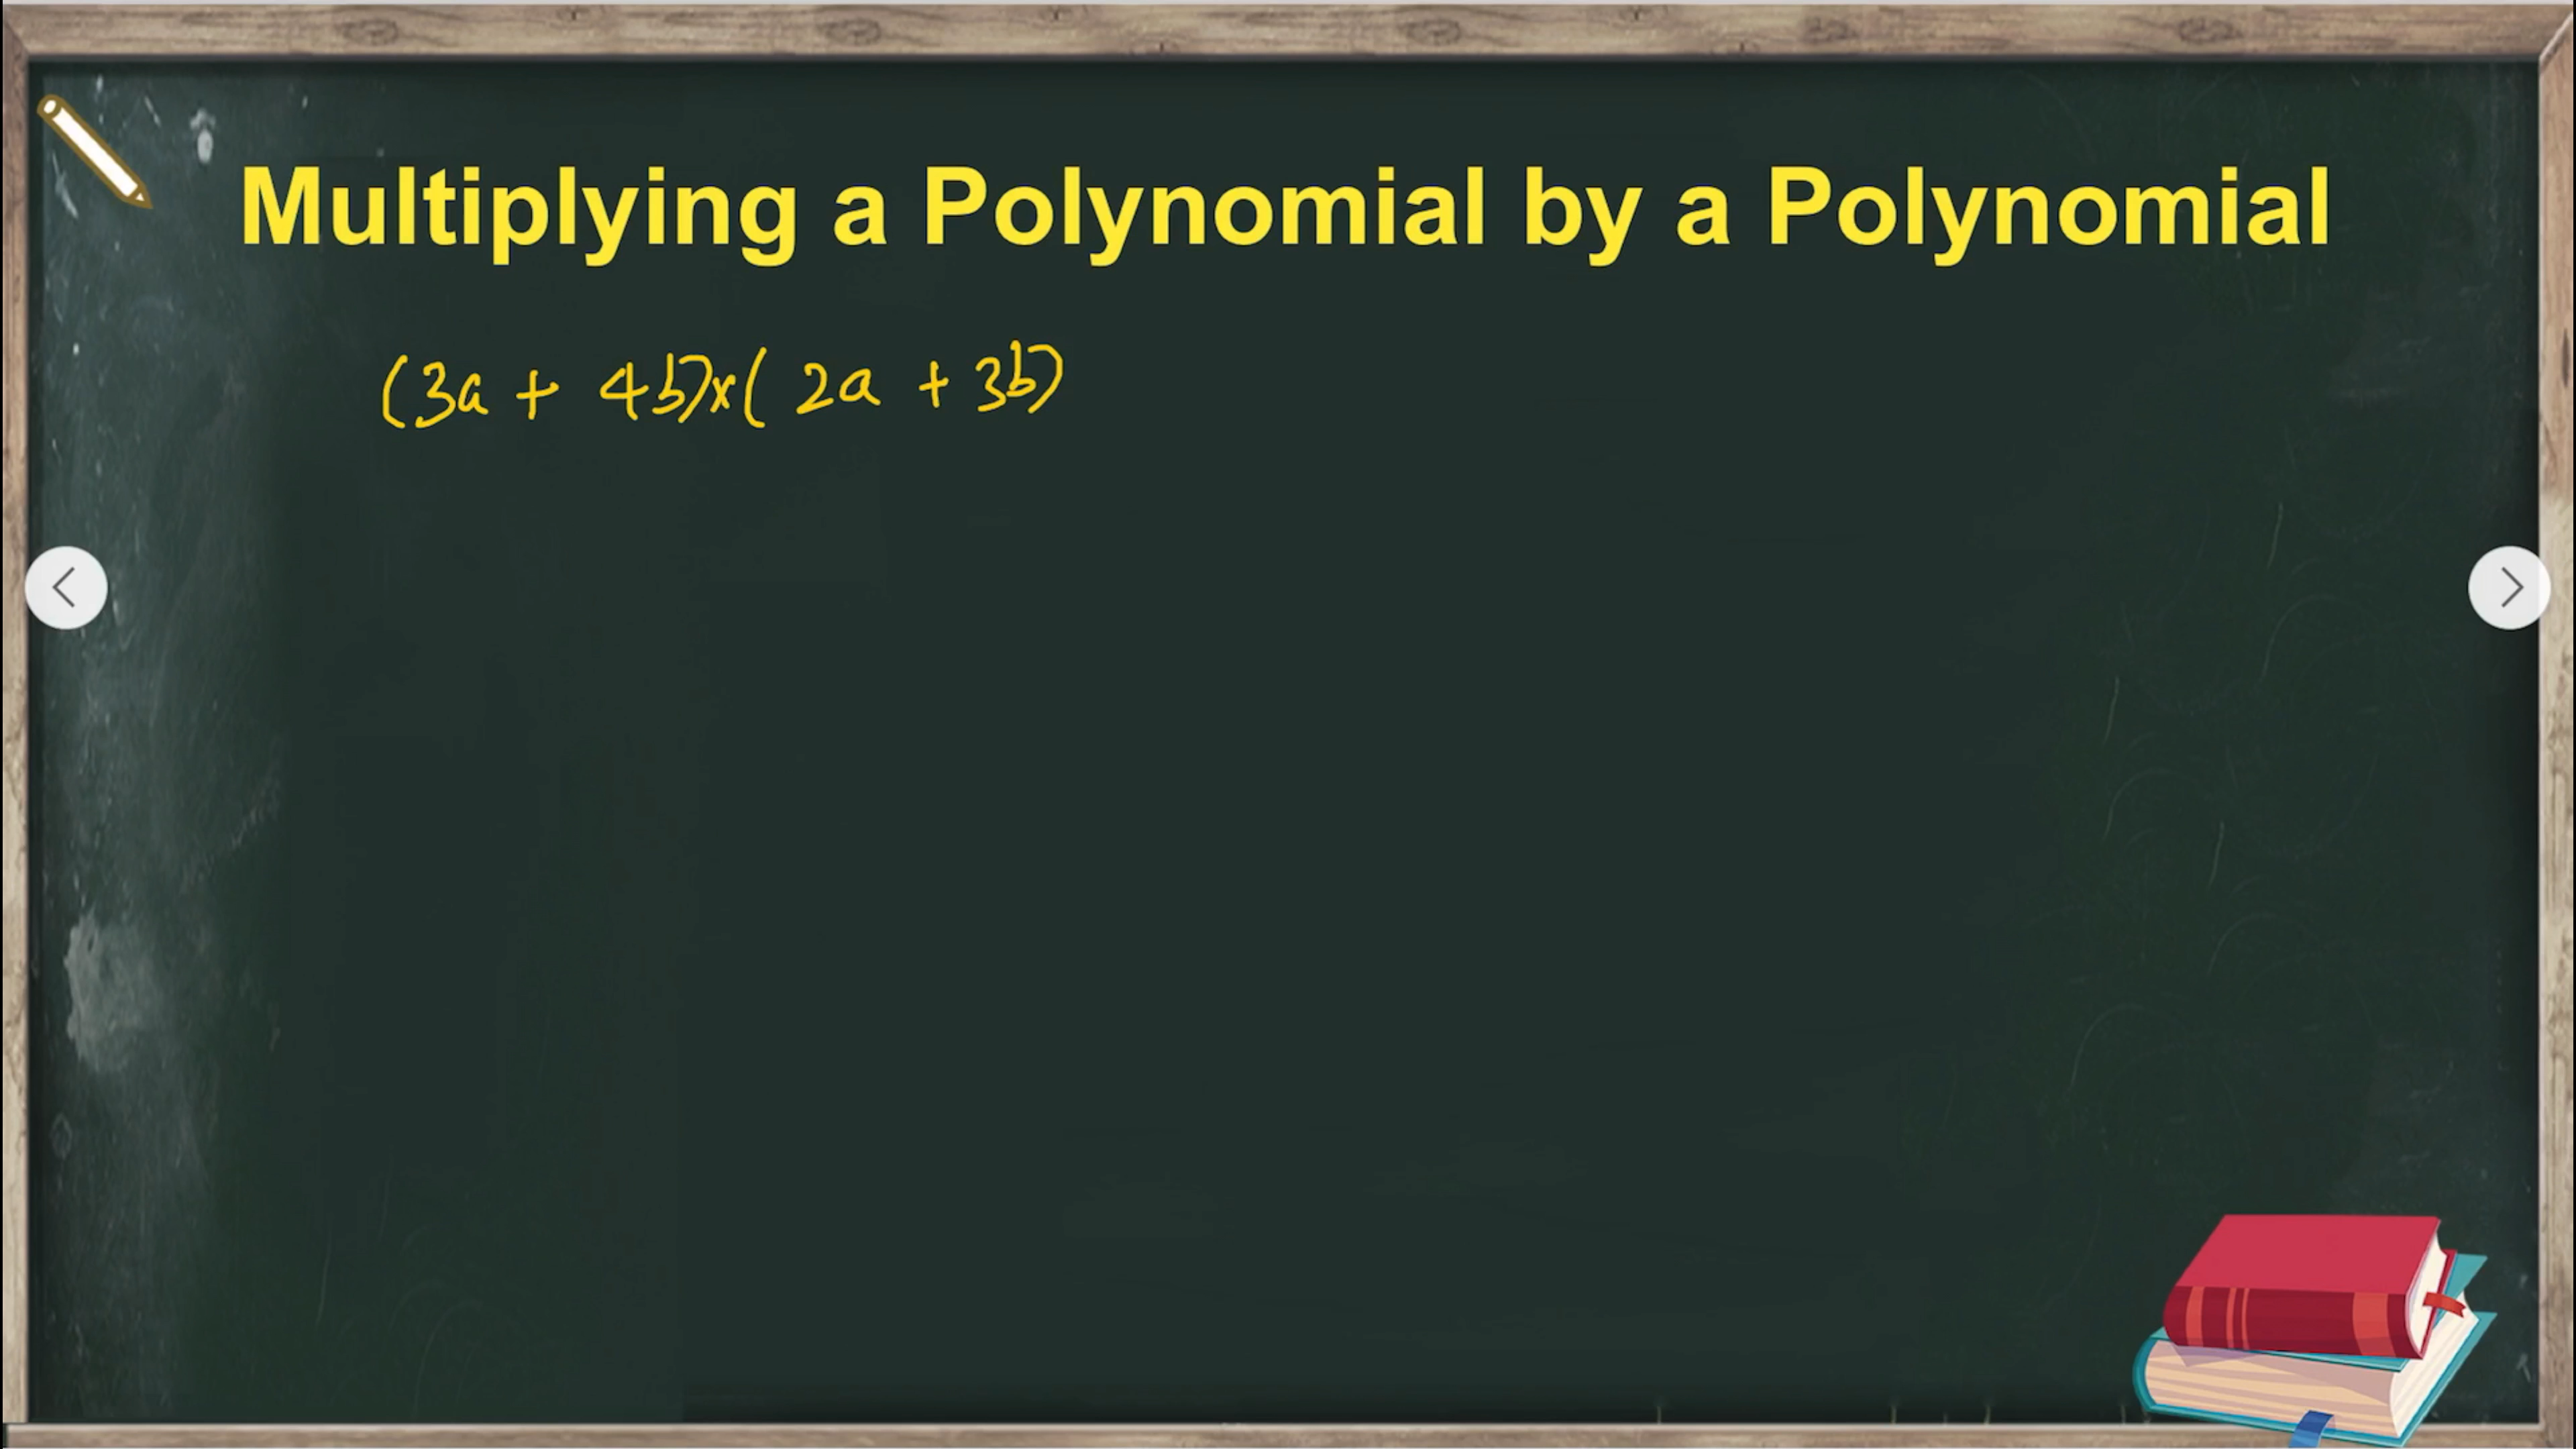 Multiplying a Polynomial by a Polynomial
(3a + 4b)x( 2a + 3b)